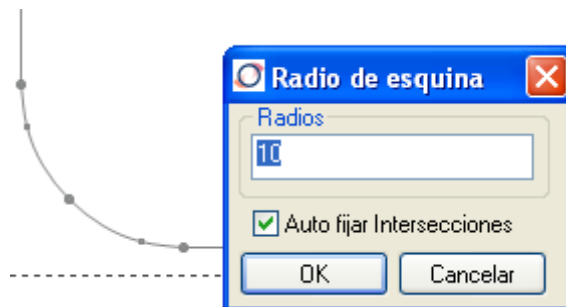 Radio de esquina
Radios
10
Auto fijar Intersecciones
OK
Cancelar